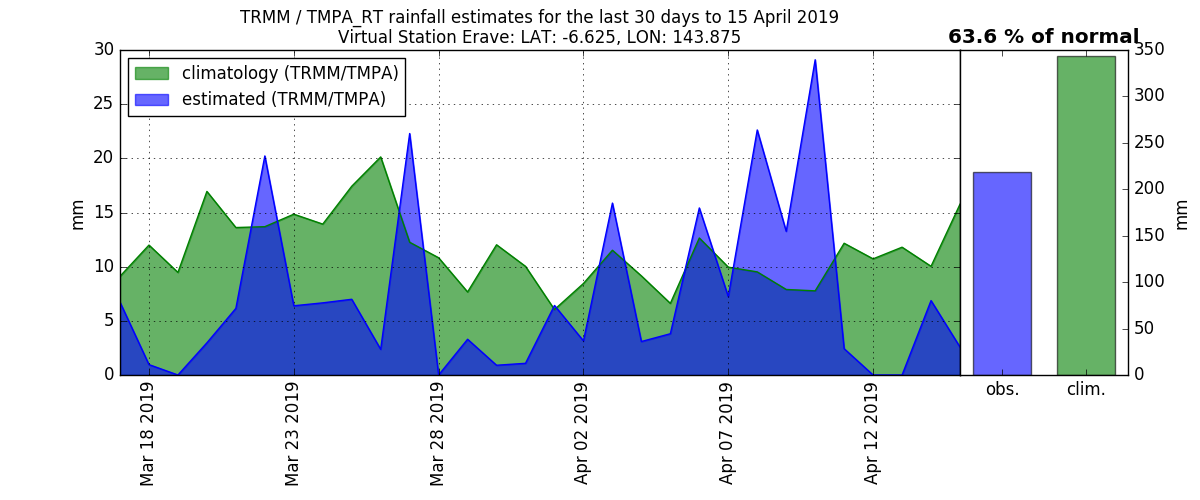 TRMM / TMPA_RT rainfall estimates for the last 30 days to 15 April 2019
Virtual Station Erave: LAT: -6.625, LON: 143.875
63.6 % of normal
climatology (TRMM/TMPA)
estimated (TRMM/TMPA)
30
25
20
15
10
5
0
mm
Mar 18 2019
Mar 23 2019
Mar 28 2019
Apr 02 2019
Apr 07 2019
Apr 12 2019
350
300
250
200
150
100
50
0
mm
obs.
clim.